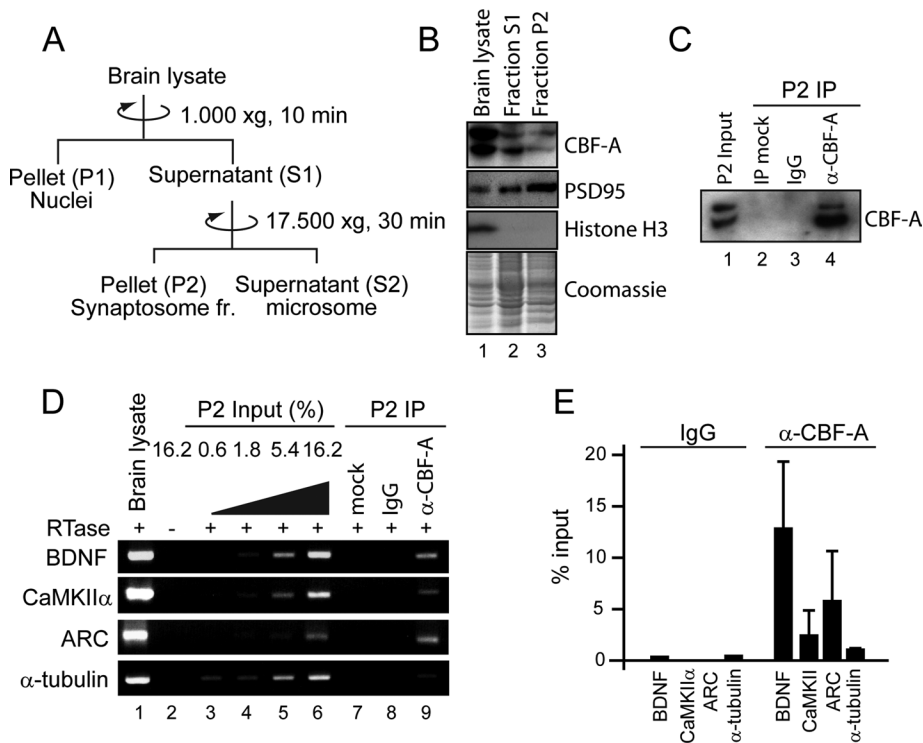 A
Brain lysate
1.000 xg, 10 min
Pellet (P1)
Nuclei
Supernatant (S1)
17.500 xg, 30 min
Pellet (P2)
Synaptosome fr.
Supernatant (S2)
microsome
B
Brain lysate
Fraction S1
Fraction P2
CBF-A
PSD95
Histone H3
Coomassie
1 2 3
C
P2 IP
P2 Input
IP mock
IgG
α-CBF-A
CBF-A
1 2 3 4
D
Brain lysate
P2 Input (%)
P2 IP
16.2 0.6 1.8 5.4 16.2
mock
IgG
α-CBF-A
RTase + - + + + + + + +
BDNF
CaMKIIα
ARC
α-tubulin
1 2 3 4 5 6 7 8 9
E
IgG
α-CBF-A
% input
20
15
10
5
0
BDNF
CaMKIIα
ARC
α-tubulin
BDNF
CaMKII
ARC
α-tubulin